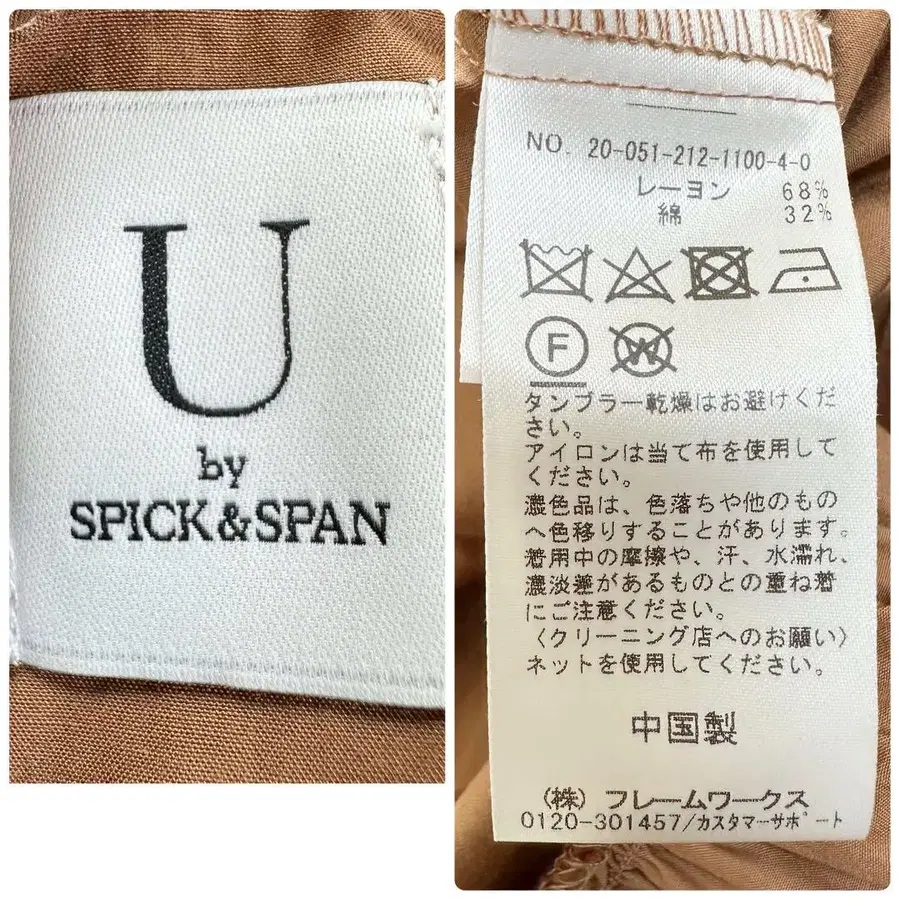 U
by
SPICK&SPAN
NO. 20-051-212-1100-4-0
レーヨン 68%
綿 32%
F
W
タンブラー乾燥はお避けくだ
さい。
アイロンは当て布を使用して
ください。
濃色品は、色落ちや他のもの
へ色移りすることがあります。
着用中の摩擦や、汗、水濡れ、
濃淡差があるものとの重ね着
にご注意ください。
〈クリーニング店へのお願い〉
ネットを使用してください。
中国製
(株) フレームワークス
0120-301457/カスタマーサポート